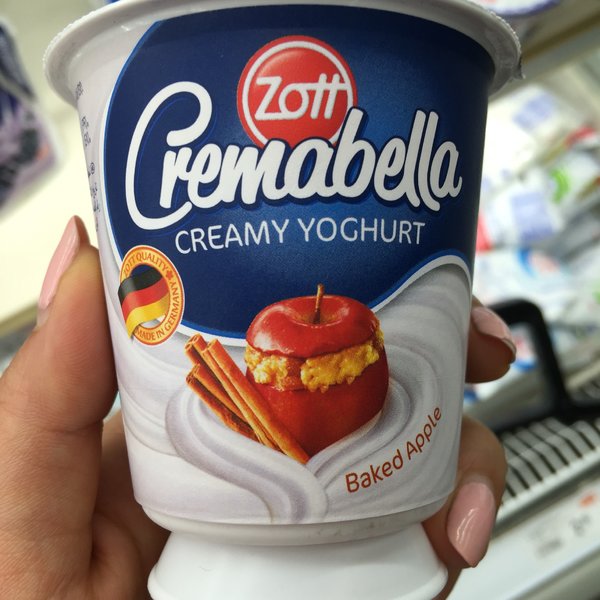 Zott
Cremabella
CREAMY YOGHURT
ZOTT QUALITY
MADE IN GERMANY
Baked Apple